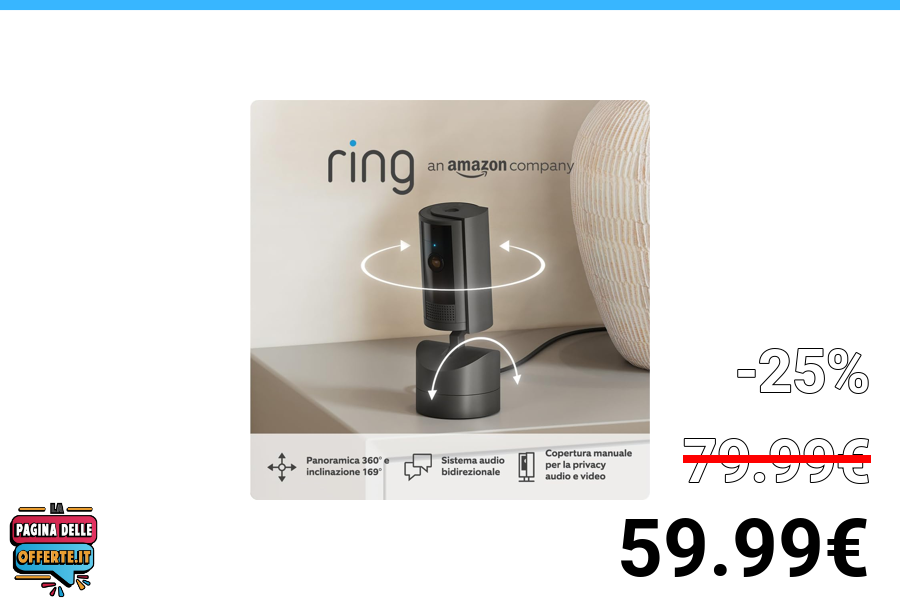 ring an amazon company
Panoramica 360° e
inclinazione 169°
Sistema audio
bidirezionale
Copertura manuale
per la privacy
audio e video
-25%
79.99€
59.99€
LA
PAGINA DELLE
OFFERTE.IT